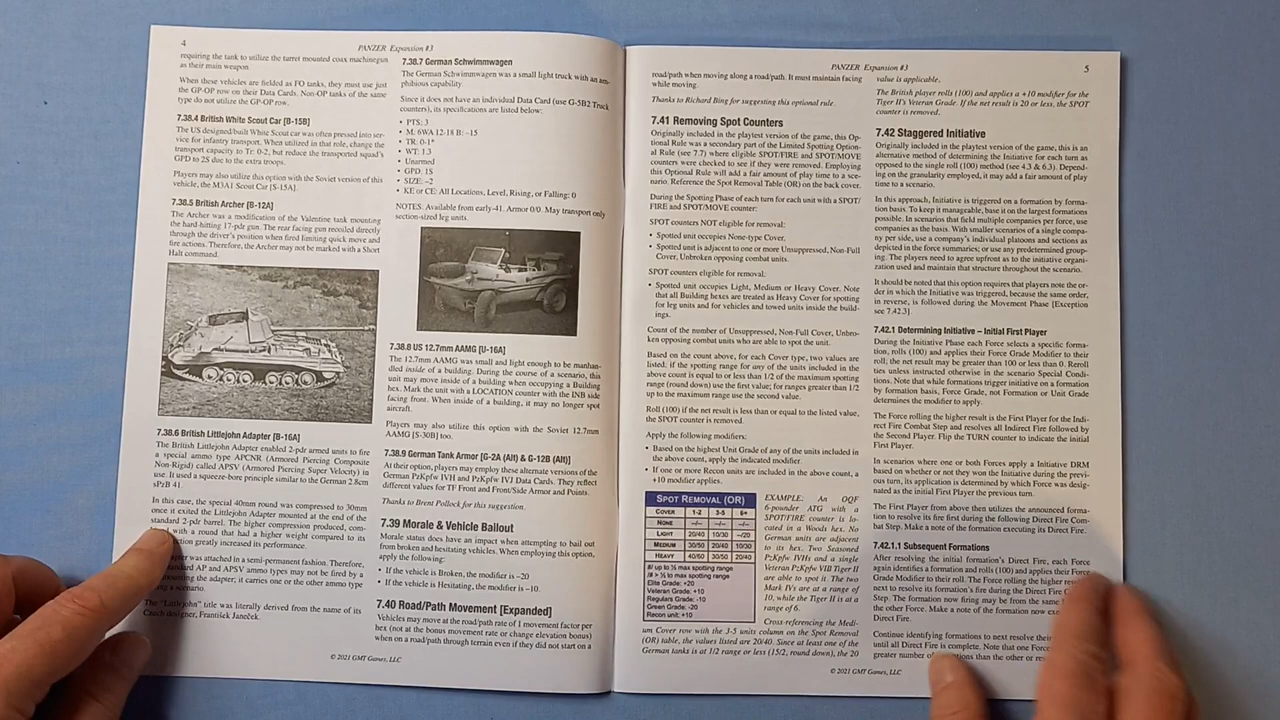 4
PANZER Expansion #3
requiring the tank to utilize the turret mounted coax machinegun
as their main weapon.
When these vehicles are fielded as FO tanks, they must use just
the GP-OP row on their Data Cards. Non-OP tanks of the same
type do not utilize the GP-OP row.
7.38.4 British White Scout Car [B-15B]
The US designed/built White Scout car was often pressed into ser-
vice for infantry transport. When utilized in that role, change the
transport capacity to Tr: 0-2, but reduce the transported squad's
GPD to 2S due to the extra troops.
Players may also utilize this option with the Soviet version of this
vehicle, the M3A1 Scout Car [S-15A].
7.38.5 British Archer [B-12A]
The Archer was a modification of the Valentine tank mounting
the hard-hitting 17-pdr gun. The rear facing gun recoiled directly
through the driver's position when fired limiting quick move and
fire actions. Therefore, the Archer may not be marked with a Short
Halt command.
7.38.6 British Littlejohn Adapter [B-16A]
The British Littlejohn Adapter enabled 2-pdr armed units to fire
a special ammo type APCNR (Armored Piercing Composite
Non-Rigid) called APSV (Armored Piercing Super Velocity) in
use. It used a squeeze-bore principle similar to the German 2.8cm
sPzB 41.
In this case, the special 40mm round was compressed to 30mm
once it exited the Littlejohn Adapter mounted at the end of the
standard 2-pdr barrel. The higher compression produced, com-
with a round that had a higher weight compared to its
greatly increased its performance.
was attached in a semi-permanent fashion. Therefore,
AP and APSV ammo types may not be fired by a
the adapter; it carries one or the other ammo type
a scenario.
The "Littlejohn" title was literally derived from the name of its
Czech designer, František Janeček.
7.38.7 German Schwimmwagen
The German Schwimmwagen was a small light truck with an am-
phibious capability.
Since it does not have an individual Data Card (use G-5B2 Truck
counters), its specifications are listed below:
• PTS: 3
• M: 6WA 12-18 B: -15
• TR: 0-1*
• WT: 1.3
• Unarmed
• GPD: 1S
• SIZE: -2
• KE or CE: All Locations, Level, Rising, or Falling: 0
NOTES: Available from early-41. Armor 0/0. May transport only
section-sized leg units.
7.38.8 US 12.7mm AAMG [U-16A]
The 12.7mm AAMG was small and light enough to be manhan-
dled inside of a building. During the course of a scenario, this
unit may move inside of a building when occupying a Building
hex. Mark the unit with a LOCATION counter with the INB side
facing front. When inside of a building, it may no longer spot
aircraft.
Players may also utilize this option with the Soviet 12.7mm
AAMG [S-30B] too.
7.38.9 German Tank Armor [G-2A (Alt) & G-12B (Alt)]
At their option, players may employ these alternate versions of the
German PzKpfw IVH and PzKpfw IVJ Data Cards. They reflect
different values for TF Front and Front/Side Armor and Points.
Thanks to Brent Pollock for this suggestion.
7.39 Morale & Vehicle Bailout
Morale status does have an impact when attempting to bail out
from broken and hesitating vehicles. When employing this option,
apply the following:
• If the vehicle is Broken, the modifier is -20
• If the vehicle is Hesitating, the modifier is -10.
7.40 Road/Path Movement [Expanded]
Vehicles may move at the road/path rate of 1 movement factor per
hex (not at the bonus movement rate or change elevation bonus)
when on a road/path through terrain even if they did not start on a
© 2021 GMT Games, LLC
PANZER Expansion #3
5
road/path when moving along a road/path. It must maintain facing
while moving.
Thanks to Richard Bing for suggesting this optional rule.
7.41 Removing Spot Counters
Originally included in the playtest version of the game, this Op-
tional Rule was a secondary part of the Limited Spotting Option-
al Rule (see 7.7) where eligible SPOT/FIRE and SPOT/MOVE
counters were checked to see if they were removed. Employing
this Optional Rule will add a fair amount of play time to a sce-
nario. Reference the Spot Removal Table (OR) on the back cover.
During the Spotting Phase of each turn for each unit with a SPOT/
FIRE and SPOT/MOVE counter:
SPOT counters NOT eligible for removal:
• Spotted unit occupies None-type Cover,
• Spotted unit is adjacent to one or more Unsuppressed, Non-Full
Cover, Unbroken opposing combat units.
SPOT counters eligible for removal:
• Spotted unit occupies Light, Medium or Heavy Cover. Note
that all Building hexes are treated as Heavy Cover for spotting
for leg units and for vehicles and towed units inside the build-
ings.
Count of the number of Unsuppressed, Non-Full Cover, Unbro-
ken opposing combat units who are able to spot the unit.
Based on the count above, for each Cover type, two values are
listed, if the spotting range for any of the units included in the
above count is equal to or less than 1/2 of the maximum spotting
range (round down) use the first value; for ranges greater than 1/2
up to the maximum range use the second value.
Roll (100) if the net result is less than or equal to the listed value,
the SPOT counter is removed.
Apply the following modifiers:
• Based on the highest Unit Grade of any of the units included in
the above count, apply the indicated modifier.
• If one or more Recon units are included in the above count, a
+10 modifier applies.
SPOT REMOVAL (OR)
COVER 1-2 3-5 6+
NONE –/– –/– –/–
LIGHT 20/40 10/30 –/20
MEDIUM 30/50 20/40 10/30
HEAVY 40/60 30/50 20/40
#/ up to ½ max spotting range
/# > ½ to max spotting range
Elite Grade: +20
Veteran Grade: +10
Regulars Grade: -10
Green Grade: -20
Recon unit: +10
EXAMPLE: An OQF
6-pounder ATG with a
SPOT/FIRE counter is lo-
cated in a Woods hex. No
German units are adjacent
to its hex. Two Seasoned
PzKpfw IVHs and a single
Veteran PzKpfw VIB Tiger II
are able to spot it. The two
Mark IVs are at a range of
10, while the Tiger II is at a
range of 6.
Cross-referencing the Medi-
um Cover row with the 3-5 units column on the Spot Removal
(OR) table, the values listed are 20/40. Since at least one of the
German tanks is at 1/2 range or less (15/2, round down), the 20
value is applicable.
The British player rolls (100) and applies a +10 modifier for the
Tiger II's Veteran Grade. If the net result is 20 or less, the SPOT
counter is removed.
7.42 Staggered Initiative
Originally included in the playtest version of the game, this is an
alternative method of determining the Initiative for each turn as
opposed to the single roll (100) method (see 4.3 & 6.3). Depend-
ing on the granularity employed, it may add a fair amount of play
time to a scenario.
In this approach, Initiative is triggered on a formation by forma-
tion basis. To keep it manageable, base it on the largest formations
possible. In scenarios that field multiple companies per force, use
companies as the basis. With smaller scenarios of a single compa-
ny per side, use a company's individual platoons and sections as
depicted in the force summaries; or use any predetermined group-
ing. The players need to agree upfront as to the initiative organi-
zation used and maintain that structure throughout the scenario.
It should be noted that this option requires that players note the or-
der in which the Initiative was triggered, because the same order,
in reverse, is followed during the Movement Phase [Exception
see 7.42.3].
7.42.1 Determining Initiative – Initial First Player
During the Initiative Phase each Force selects a specific forma-
tion, rolls (100) and applies their Force Grade Modifier to their
roll; the net result may be greater than 100 or less than 0. Reroll
ties unless instructed otherwise in the scenario Special Condi-
tions. Note that while formations trigger initiative on a formation
by formation basis, Force Grade, not Formation or Unit Grade
determines the modifier to apply.
The Force rolling the higher result is the First Player for the Indi-
rect Fire Combat Step and resolves all Indirect Fire followed by
the Second Player. Flip the TURN counter to indicate the initial
First Player.
In scenarios where one or both Forces apply a Initiative DRM
based on whether or not they won the Initiative during the previ-
ous turn, its application is determined by which Force was desig-
nated as the initial First Player the previous turn.
The First Player from above then utilizes the announced forma-
tion to resolve its fire first during the following Direct Fire Com-
bat Step. Make a note of the formation executing its Direct Fire.
7.42.1.1 Subsequent Formations
After resolving the initial formation's Direct Fire, each Force
again identifies a formation and rolls (100) and applies their Force
Grade Modifier to their roll. The Force rolling the higher
next to resolve its formation's fire during the Direct Fire
Step. The formation now firing may be from the same
the other Force. Make a note of the formation now
Direct Fire.
Continue identifying formations to next resolve their
until all Direct Fire is complete. Note that one Force
greater number of formations than the other or
© 2021 GMT Games, LLC